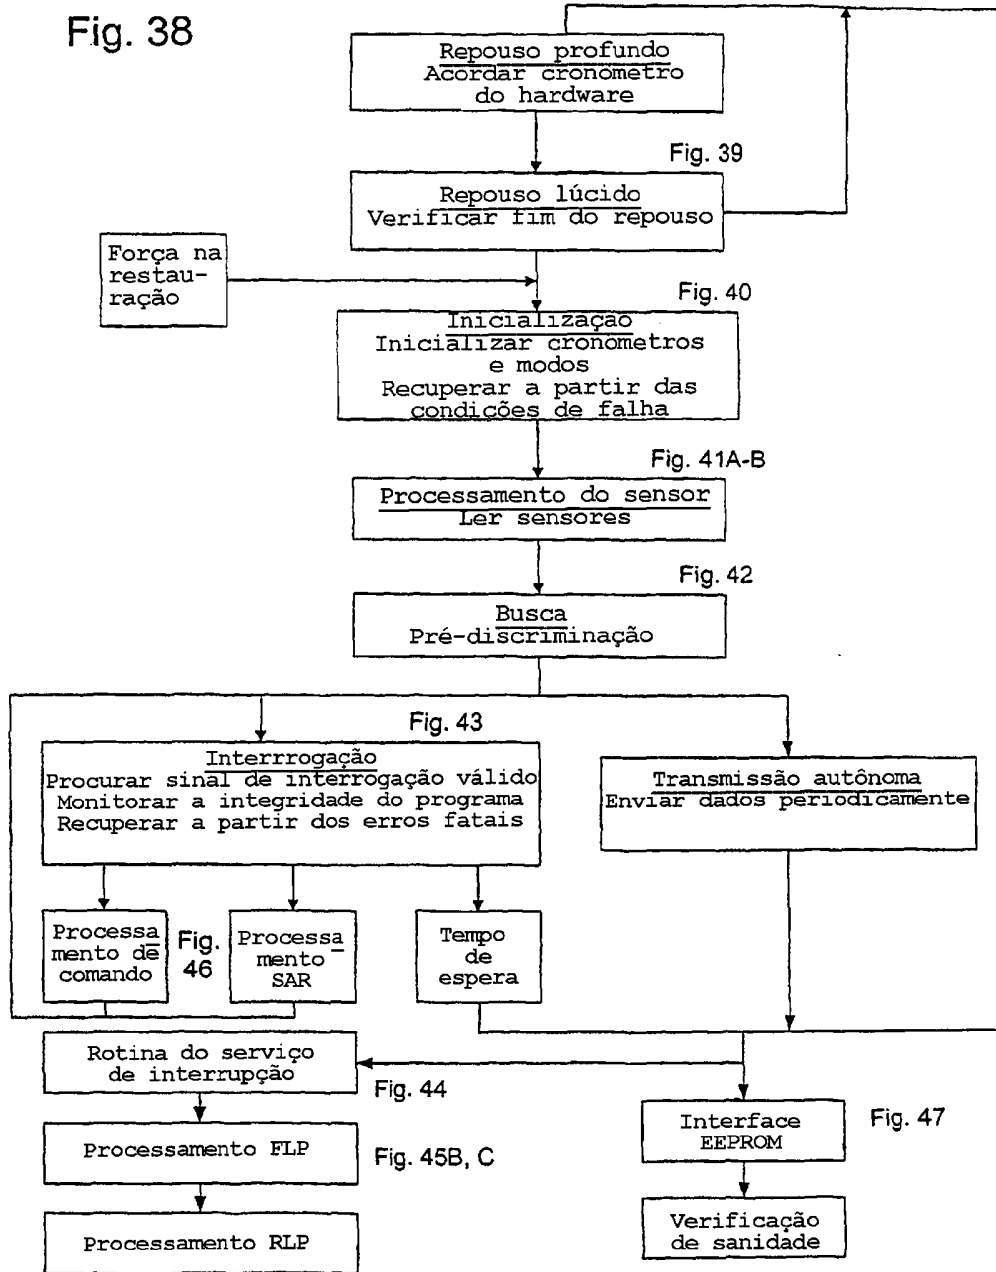 Fig. 38
Repouso profundo
Acordar cronometro
do hardware
Fig. 39
Repouso lúcido
Verificar fim do repouso
Força na
restau-
ração
Fig. 40
Inicialização
Inicializar cronometros
e modos
Recuperar a partir das
condições de falha
Fig. 41A-B
Processamento do sensor
Ler sensores
Fig. 42
Busca
Pré-discriminação
Fig. 43
Interrrogação
Procurar sinal de interrogação válido
Monitorar a integridade do programa
Recuperar a partir dos erros fatais
Transmissão autônoma
Enviar dados periodicamente
Processa
mento de
comando
Fig.
46
Processa
mento
SAR
Tempo
de
espera
Rotina do serviço
de interrupção
Fig. 44
Processamento FLP
Fig. 45B, C
Processamento RLP
Interface
EEPROM
Fig. 47
Verificação
de sanidade